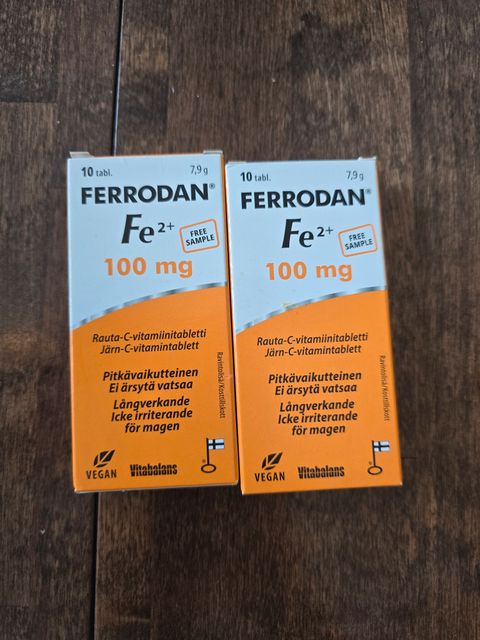 10 tabl. 7,9 g
FERRODAN®
Fe²⁺
FREE
SAMPLE
100 mg
Rauta-C-vitamiinitabletti
Järn-C-vitamintablett
Pitkävaikutteinen
Ei ärsytä vatsaa
Långverkande
Icke irriterande
för magen
Ravintolisä/Kosttillskott
VEGAN
Vitabalans
10 tabl. 7,9 g
FERRODAN®
Fe²⁺
FREE
SAMPLE
100 mg
Rauta-C-vitamiinitabletti
Järn-C-vitamintablett
Pitkävaikutteinen
Ei ärsytä vatsaa
Långverkande
Icke irriterande
för magen
Ravintolisä/Kosttillskott
VEGAN
Vitabalans